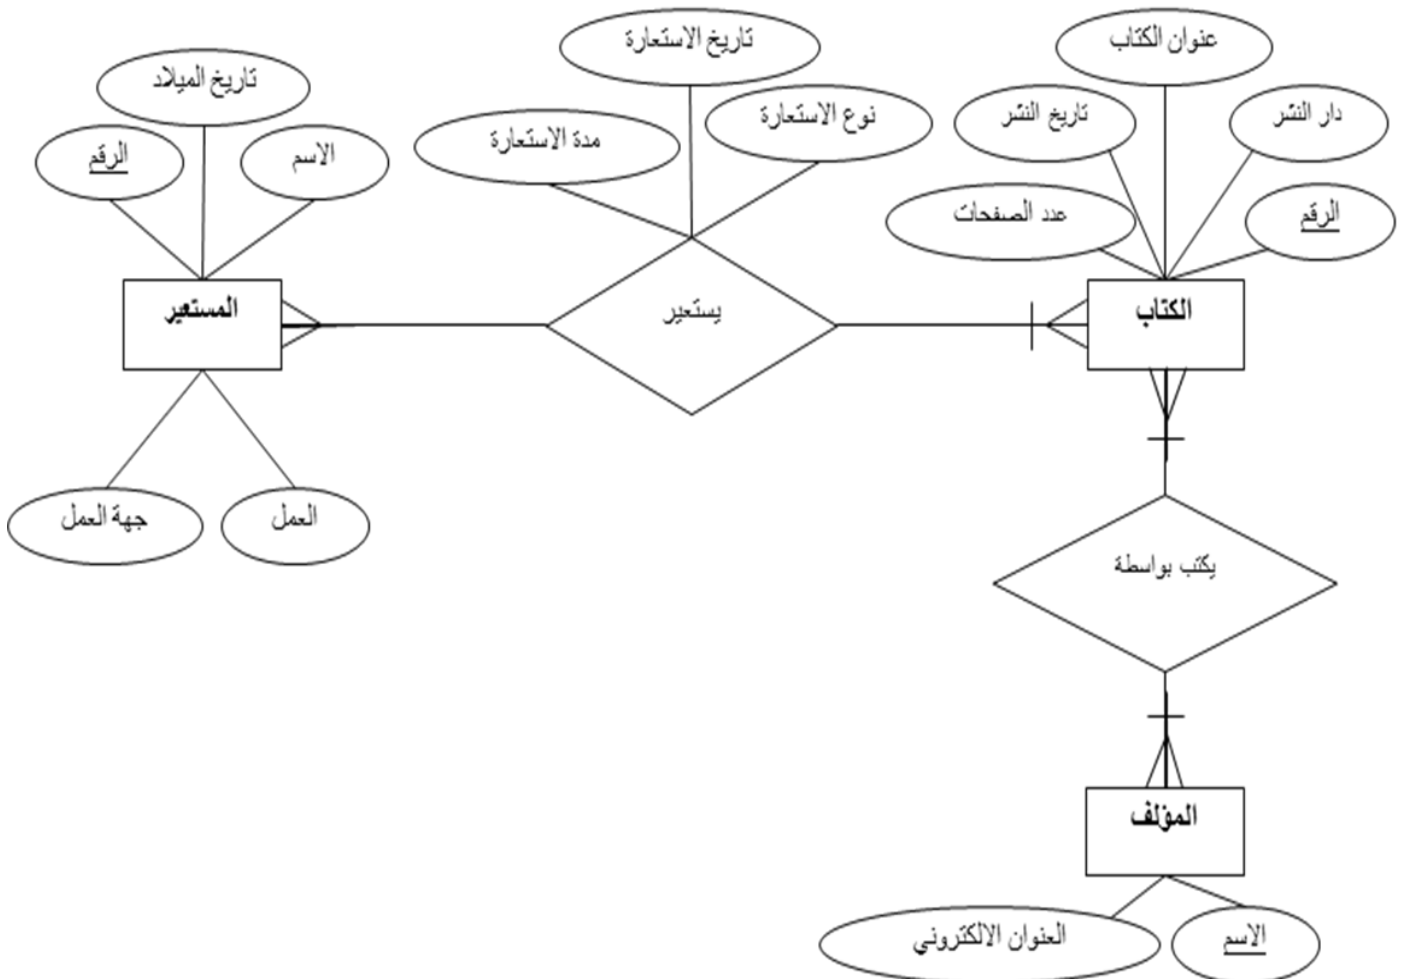 عنوان الكتاب
تاريخ الاستعارة
تاريخ الميلاد
دار النشر
تاريخ النشر
نوع الاستعارة
مدة الاستعارة
الاسم
الرقم
الرقم
عدد الصفحات
الكتاب
يستعير
المستعير
العمل
جهة العمل
يكتب بواسطة
المؤلف
الاسم
العنوان الالكتروني